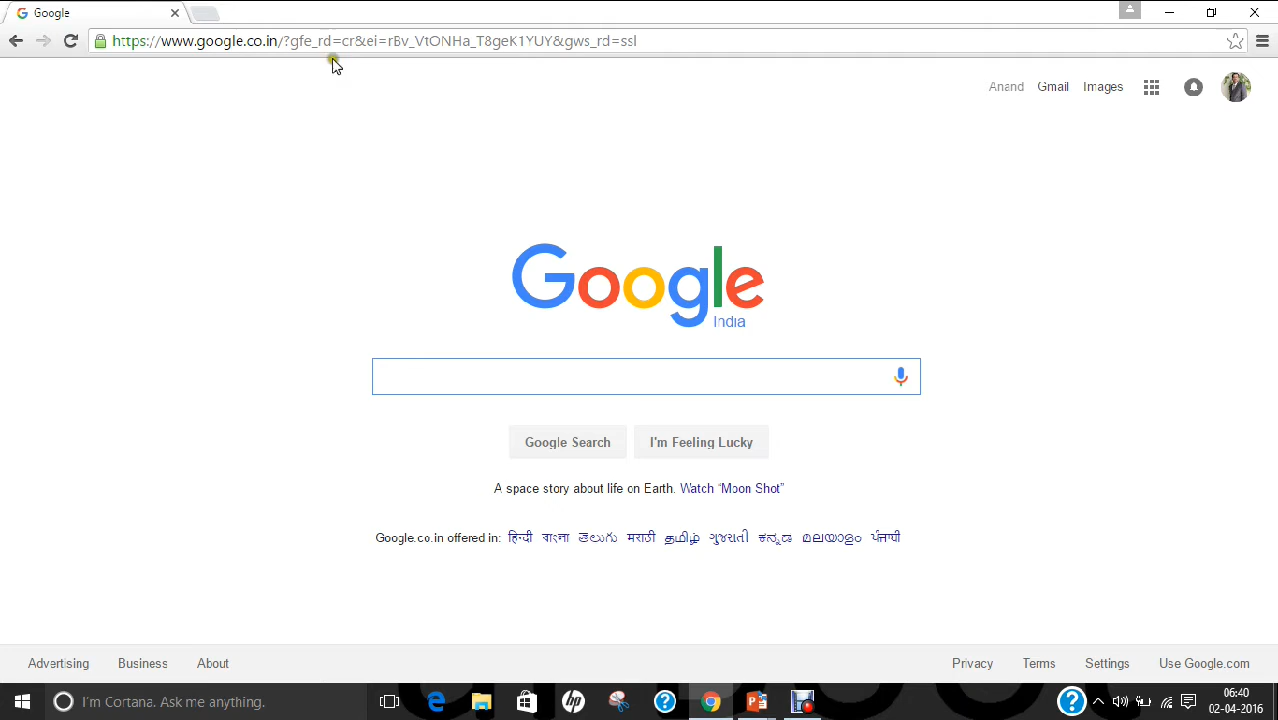 Google
https://www.google.co.in/?gfe_rd=cr&ei=rBv_VtONHa_T8geK1YUY&gws_rd=ssl
Anand Gmail Images
Google
India
Google Search I'm Feeling Lucky
A space story about life on Earth. Watch “Moon Shot”
Google.co.in offered in: हिन्दी বাংলা తెలుగు मराठी தமிழ் ગુજરાતી ಕನ್ನಡ മലയാളം ਪੰਜਾਬੀ
Advertising Business About Privacy Terms Settings Use Google.com
I'm Cortana. Ask me anything.
06:40
02-04-2016